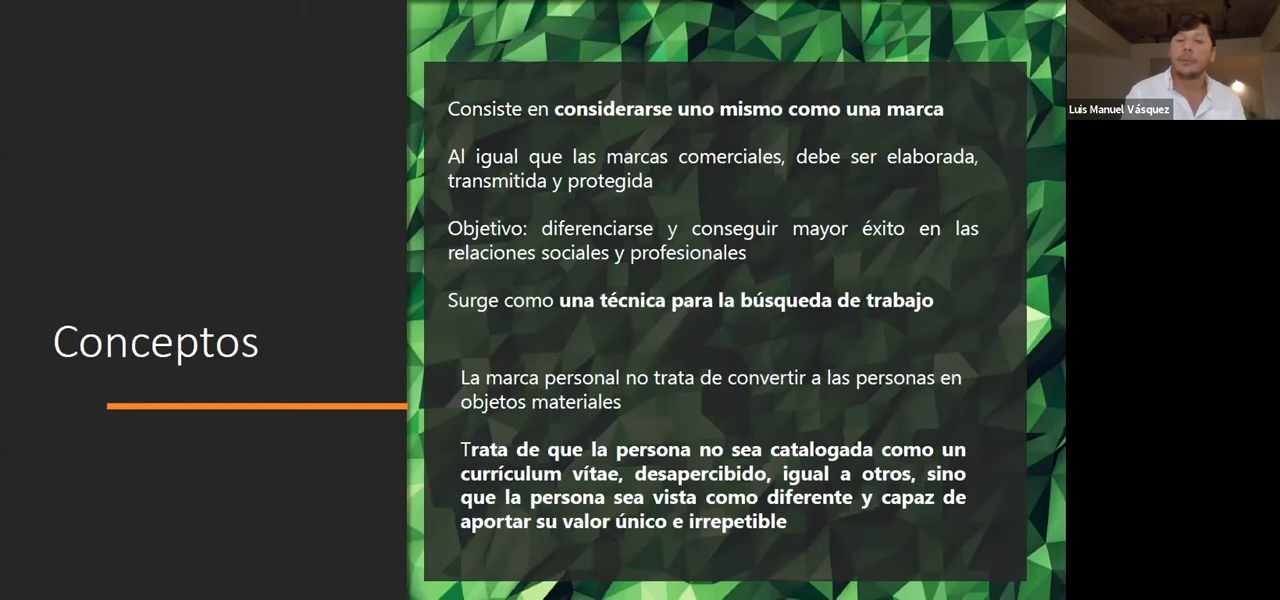 Conceptos
Consiste en considerarse uno mismo como una marca
Al igual que las marcas comerciales, debe ser elaborada,
transmitida y protegida
Objetivo: diferenciarse y conseguir mayor éxito en las
relaciones sociales y profesionales
Surge como una técnica para la búsqueda de trabajo
La marca personal no trata de convertir a las personas en
objetos materiales
Trata de que la persona no sea catalogada como un
currículum vítae, desapercibido, igual a otros, sino
que la persona sea vista como diferente y capaz de
aportar su valor único e irrepetible
Luis Manuel Vásquez